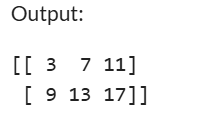 Output:
[[ 3  7 11]
 [ 9 13 17]]